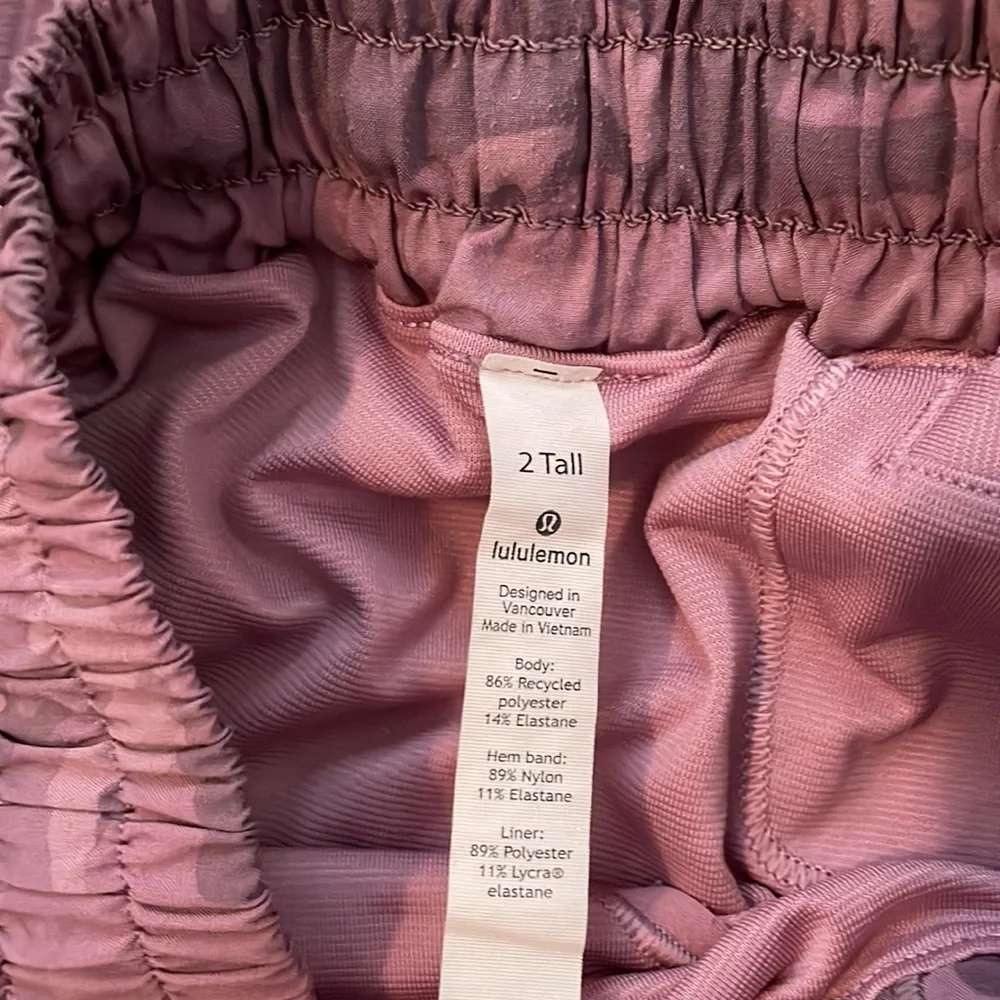 2 Tall
lululemon
Designed in
Vancouver
Made in Vietnam
Body:
86% Recycled
polyester
14% Elastane
Hem band:
89% Nylon
11% Elastane
Liner:
89% Polyester
11% Lycra®
elastane